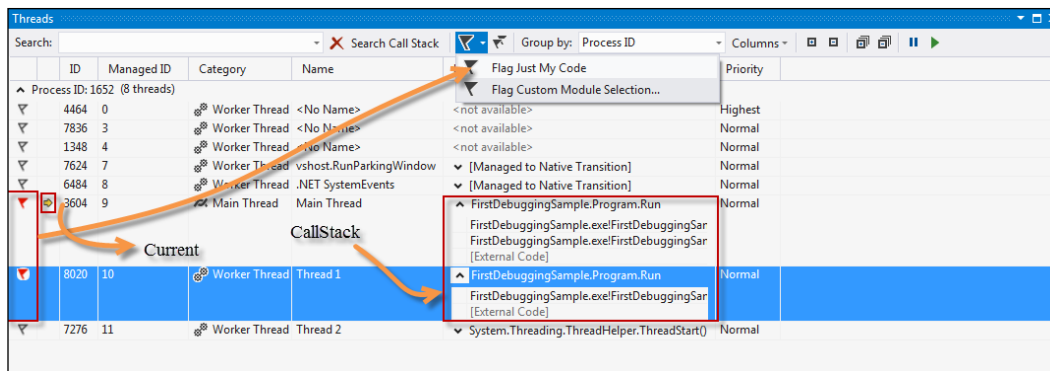 Threads
Search: Search Call Stack Group by: Process ID Columns
Flag Just My Code
Flag Custom Module Selection...
ID Managed ID Category Name Priority
Process ID: 1652 (8 threads)
4464 0 Worker Thread <No Name> <not available> Highest
7836 3 Worker Thread <No Name> <not available> Normal
1348 4 Worker Thread <No Name> <not available> Normal
7624 7 Worker Thread vshost.RunParkingWindow [Managed to Native Transition] Normal
6484 8 Worker Thread .NET SystemEvents [Managed to Native Transition] Normal
3604 9 Main Thread Main Thread FirstDebuggingSample.Program.Run Normal
FirstDebuggingSample.exe!FirstDebuggingSar
FirstDebuggingSample.exe!FirstDebuggingSar
[External Code]
Current
CallStack
8020 10 Worker Thread Thread 1 FirstDebuggingSample.Program.Run Normal
FirstDebuggingSample.exe!FirstDebuggingSar
[External Code]
7276 11 Worker Thread Thread 2 System.Threading.ThreadHelper.ThreadStart() Normal